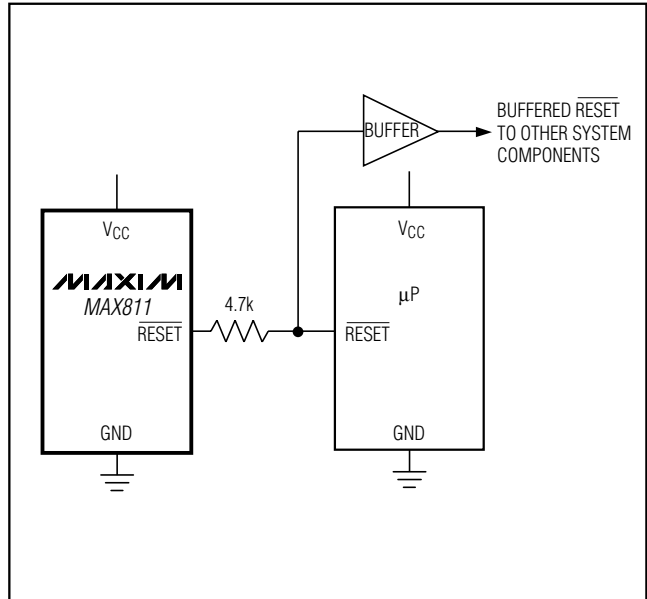 BUFFER
BUFFERED RESET
TO OTHER SYSTEM
COMPONENTS
VCC
MAXIM
MAX811
RESET
GND
4.7k
VCC
μP
RESET
GND